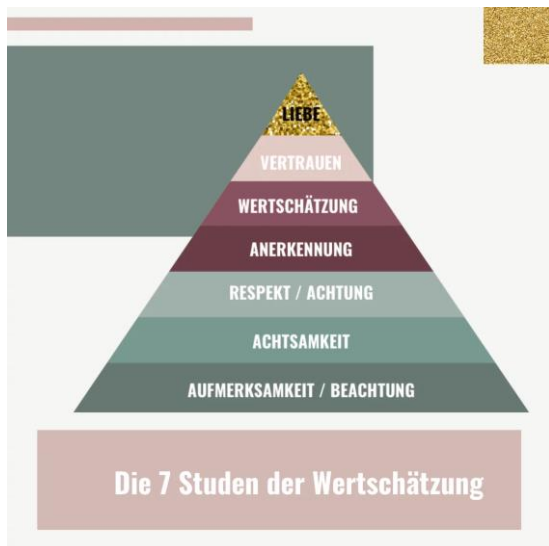 LIEBE
VERTRAUEN
WERTSCHÄTZUNG
ANERKENNUNG
RESPEKT / ACHTUNG
ACHTSAMKEIT
AUFMERKSAMKEIT / BEACHTUNG
Die 7 Studen der Wertschätzung